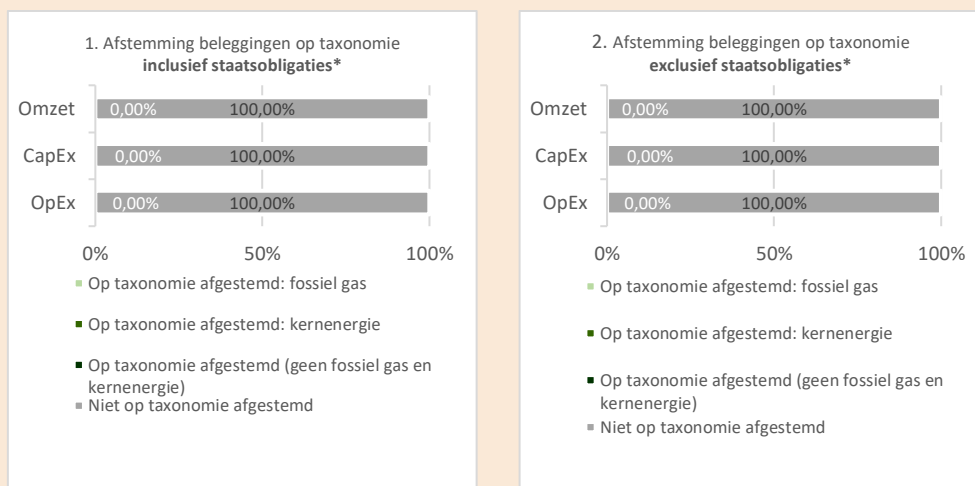 1. Afstemming beleggingen op taxonomie
inclusief staatsobligaties*
Omzet 0,00% 100,00%
CapEx 0,00% 100,00%
OpEx 0,00% 100,00%
0% 50% 100%
Op taxonomie afgestemd: fossiel gas
Op taxonomie afgestemd: kernenergie
Op taxonomie afgestemd (geen fossiel gas en
kernenergie)
Niet op taxonomie afgestemd
2. Afstemming beleggingen op taxonomie
exclusief staatsobligaties*
Omzet 0,00% 100,00%
CapEx 0,00% 100,00%
OpEx 0,00% 100,00%
0% 50% 100%
Op taxonomie afgestemd: fossiel gas
Op taxonomie afgestemd: kernenergie
Op taxonomie afgestemd (geen fossiel gas en
kernenergie)
Niet op taxonomie afgestemd